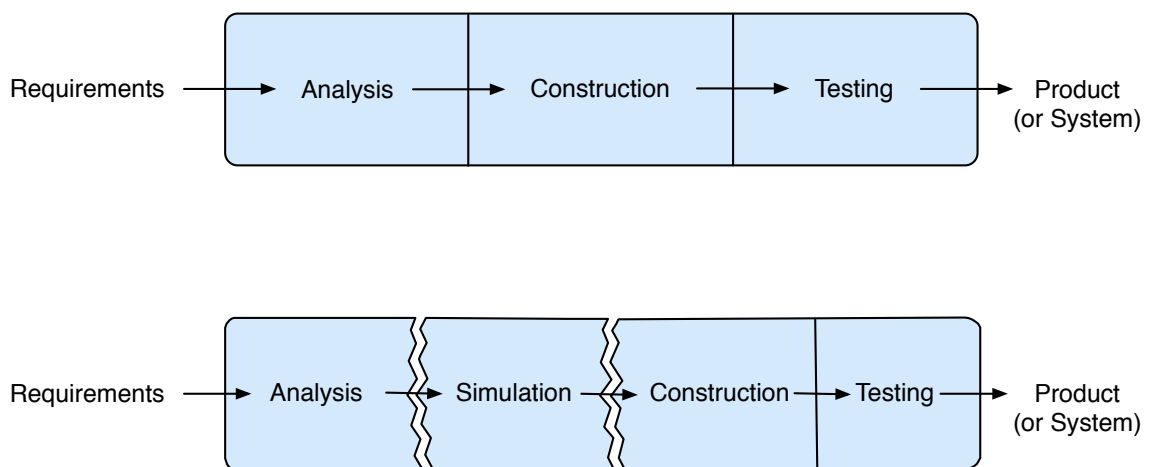 Requirements
Analysis
Construction
Testing
Product
(or System)
Requirements
Analysis
Simulation
Construction
Testing
Product
(or System)